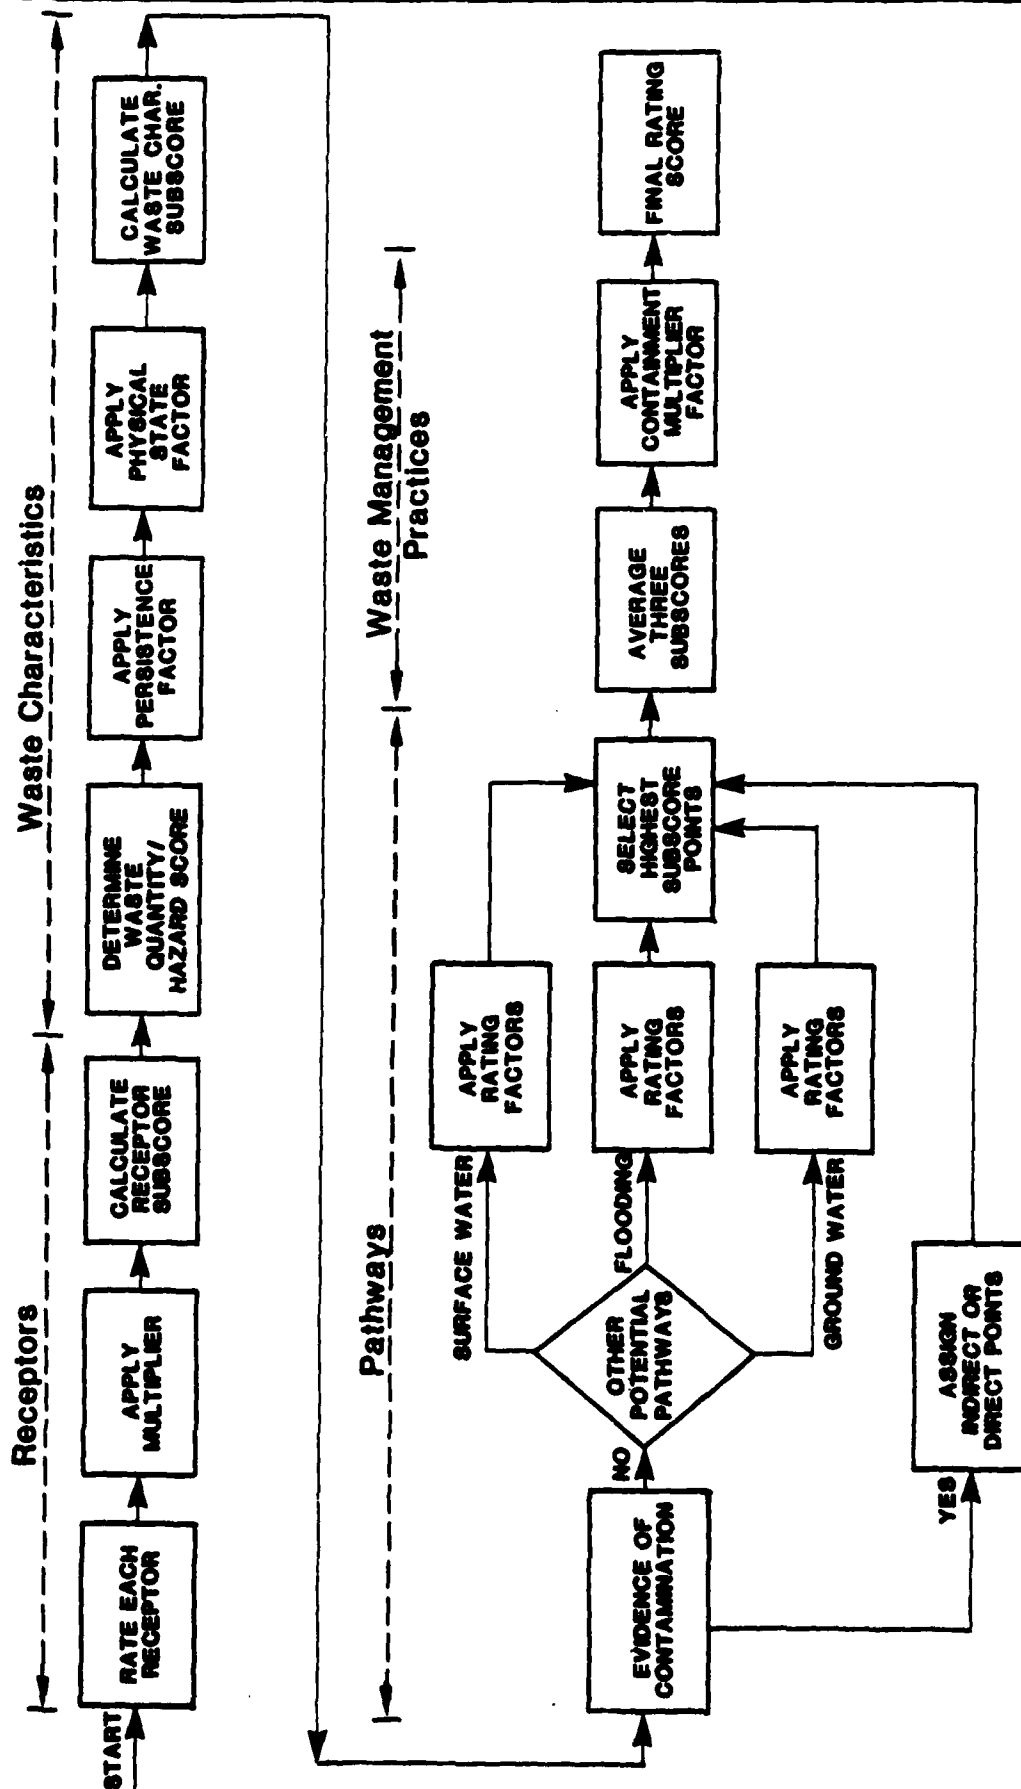 Receptors
Waste Characteristics
START
RATE EACH
RECEPTOR
APPLY
MULTIPLIER
CALCULATE
RECEPTOR
SUBSCORE
DETERMINE
WASTE
QUANTITY/
HAZARD SCORE
APPLY
PERSISTENCE
FACTOR
APPLY
PHYSICAL
STATE
FACTOR
CALCULATE
WASTE CHAR.
SUBSCORE
Pathways
Waste Management
Practices
EVIDENCE OF
CONTAMINATION
NO
YES
OTHER
POTENTIAL
PATHWAYS
SURFACE WATER
FLOODING
GROUND WATER
APPLY
RATING
FACTORS
APPLY
RATING
FACTORS
APPLY
RATING
FACTORS
ASSIGN
INDIRECT OR
DIRECT POINTS
SELECT
HIGHEST
SUBSCORE
POINTS
AVERAGE
THREE
SUBSCORES
APPLY
CONTAINMENT
MULTIPLIER
FACTOR
FINAL RATING
SCORE